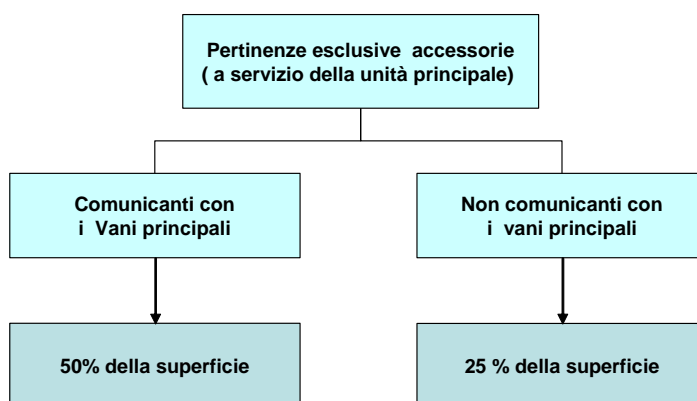 Pertinenze esclusive accessorie
( a servizio della unità principale)
Comunicanti con
i Vani principali
Non comunicanti con
i vani principali
50% della superficie
25 % della superficie